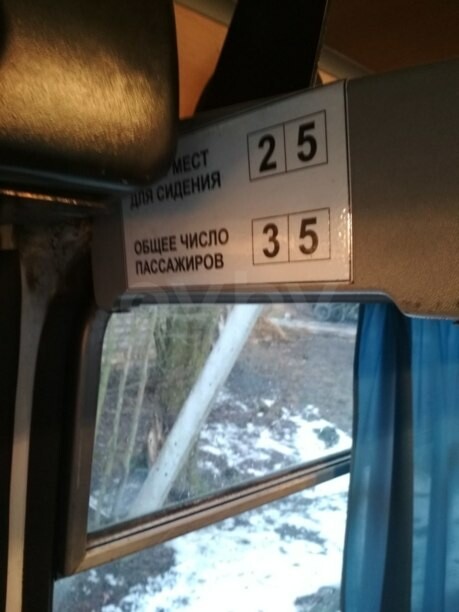 МЕСТ
ДЛЯ СИДЕНИЯ
25
ОБЩЕЕ ЧИСЛО
ПАССАЖИРОВ
35